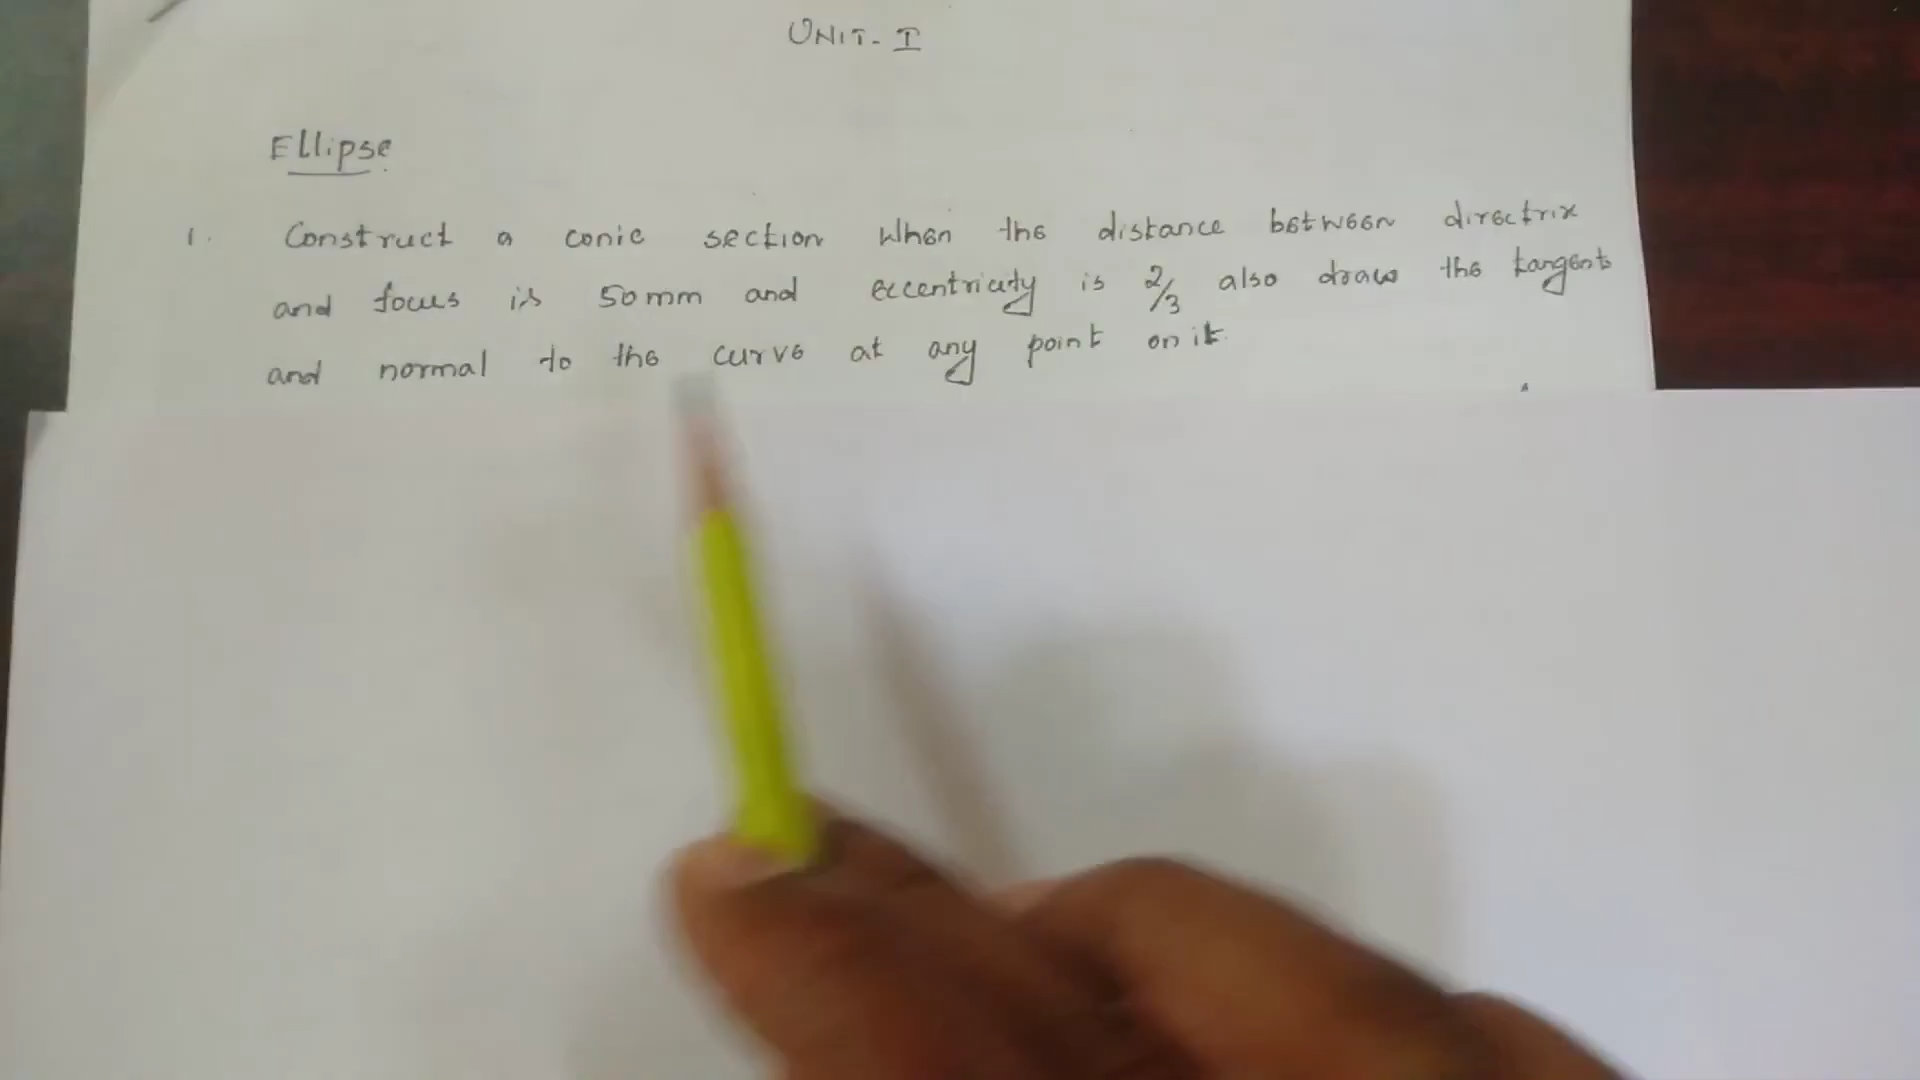 UNIT - I
Ellipse
1. Construct a conic section when the distance between directrix
and focus is 50mm and eccentricity is 2/3 also draw the tangents
and normal to the curve at any point on it.